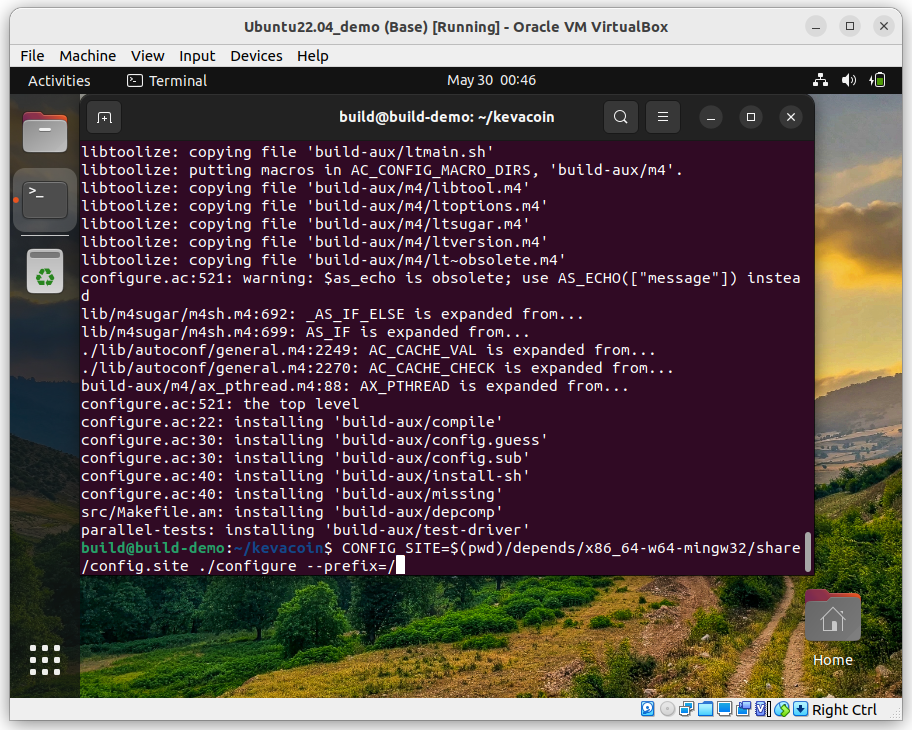 Ubuntu22.04_demo (Base) [Running] - Oracle VM VirtualBox
File Machine View Input Devices Help
Activities Terminal May 30 00:46
build@build-demo: ~/kevacoin
libtoolize: copying file 'build-aux/ltmain.sh'
libtoolize: putting macros in AC_CONFIG_MACRO_DIRS, 'build-aux/m4'.
libtoolize: copying file 'build-aux/m4/libtool.m4'
libtoolize: copying file 'build-aux/m4/ltoptions.m4'
libtoolize: copying file 'build-aux/m4/ltsugar.m4'
libtoolize: copying file 'build-aux/m4/ltversion.m4'
libtoolize: copying file 'build-aux/m4/lt~obsolete.m4'
configure.ac:521: warning: $as_echo is obsolete; use AS_ECHO(["message"]) instea
d
lib/m4sugar/m4sh.m4:692: _AS_IF_ELSE is expanded from...
lib/m4sugar/m4sh.m4:699: AS_IF is expanded from...
./lib/autoconf/general.m4:2249: AC_CACHE_VAL is expanded from...
./lib/autoconf/general.m4:2270: AC_CACHE_CHECK is expanded from...
build-aux/m4/ax_pthread.m4:88: AX_PTHREAD is expanded from...
configure.ac:521: the top level
configure.ac:22: installing 'build-aux/compile'
configure.ac:30: installing 'build-aux/config.guess'
configure.ac:30: installing 'build-aux/config.sub'
configure.ac:40: installing 'build-aux/install-sh'
configure.ac:40: installing 'build-aux/missing'
src/Makefile.am: installing 'build-aux/depcomp'
parallel-tests: installing 'build-aux/test-driver'
build@build-demo:~/kevacoin$ CONFIG_SITE=$(pwd)/depends/x86_64-w64-mingw32/share
/config.site ./configure --prefix=/
Home
Right Ctrl